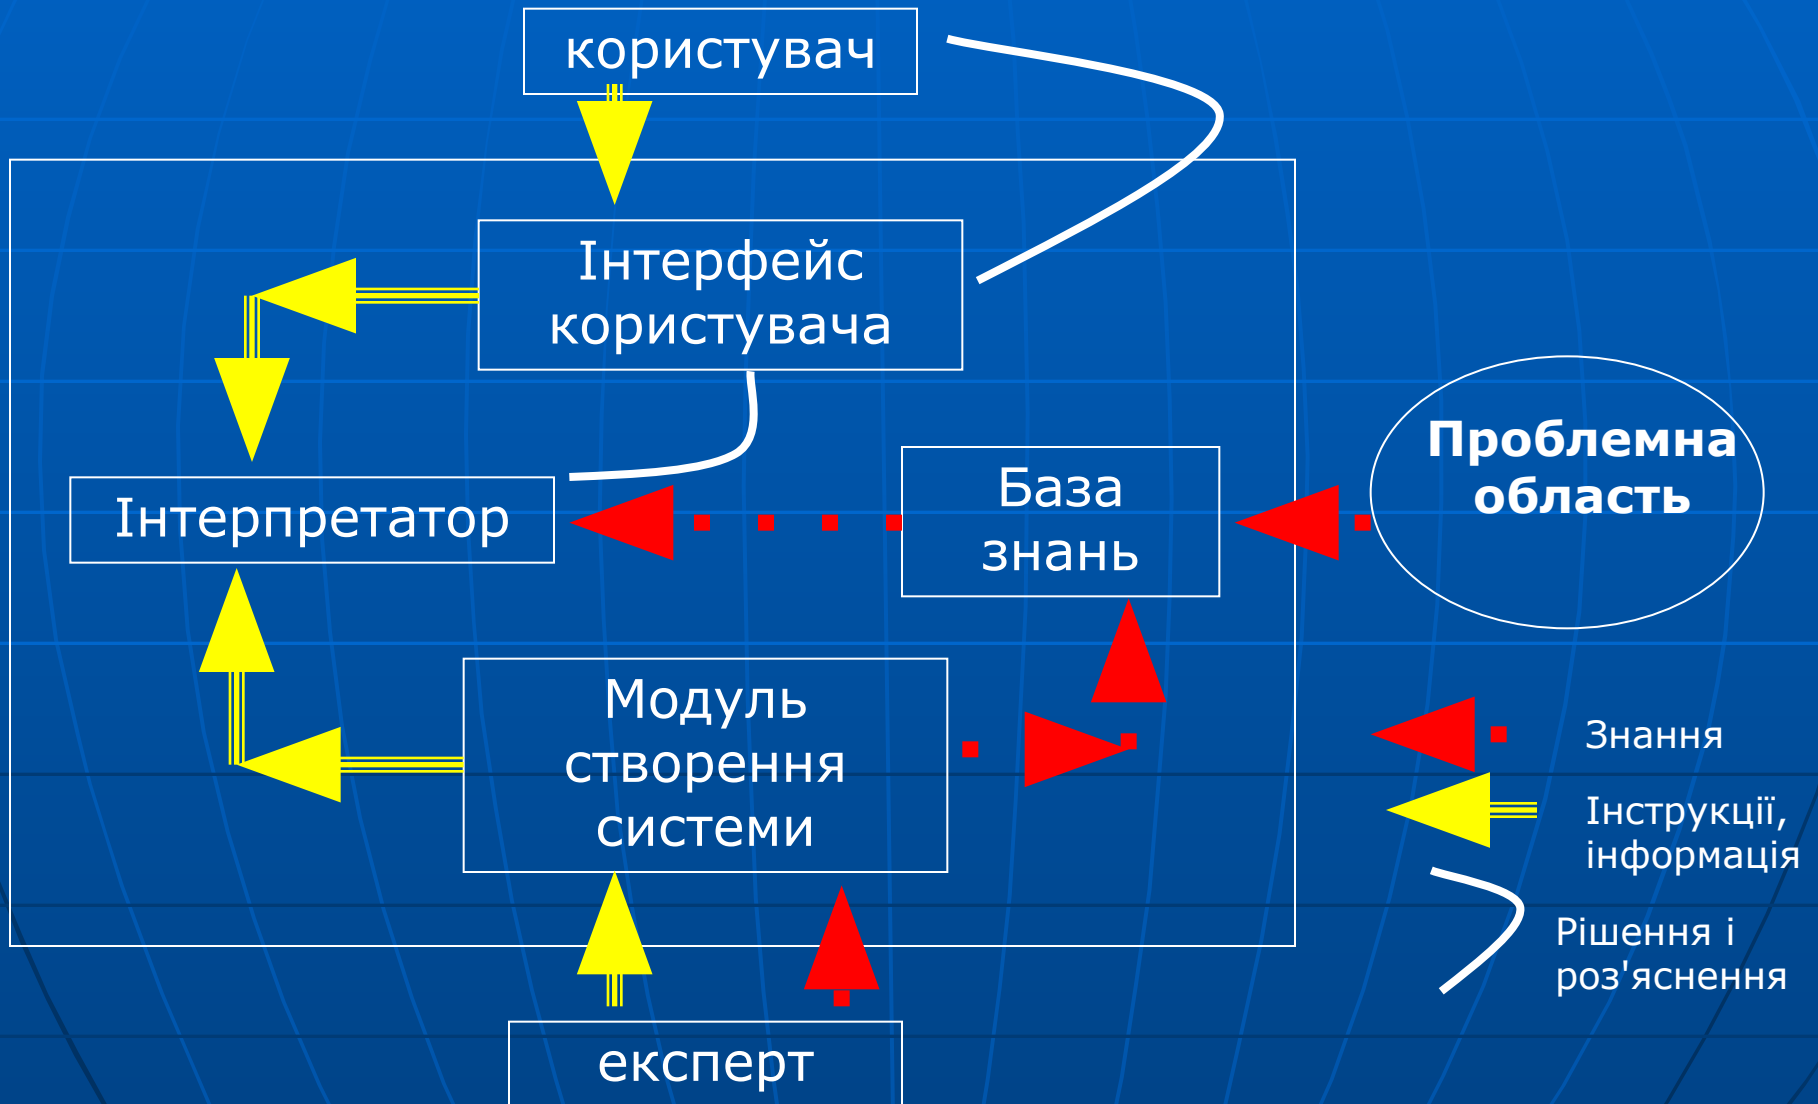 користувач
Інтерфейс
користувача
Проблемна
область
База
знань
Інтерпретатор
Модуль
створення
системи
Знання
Інструкції,
інформація
Рішення і
роз'яснення
експерт